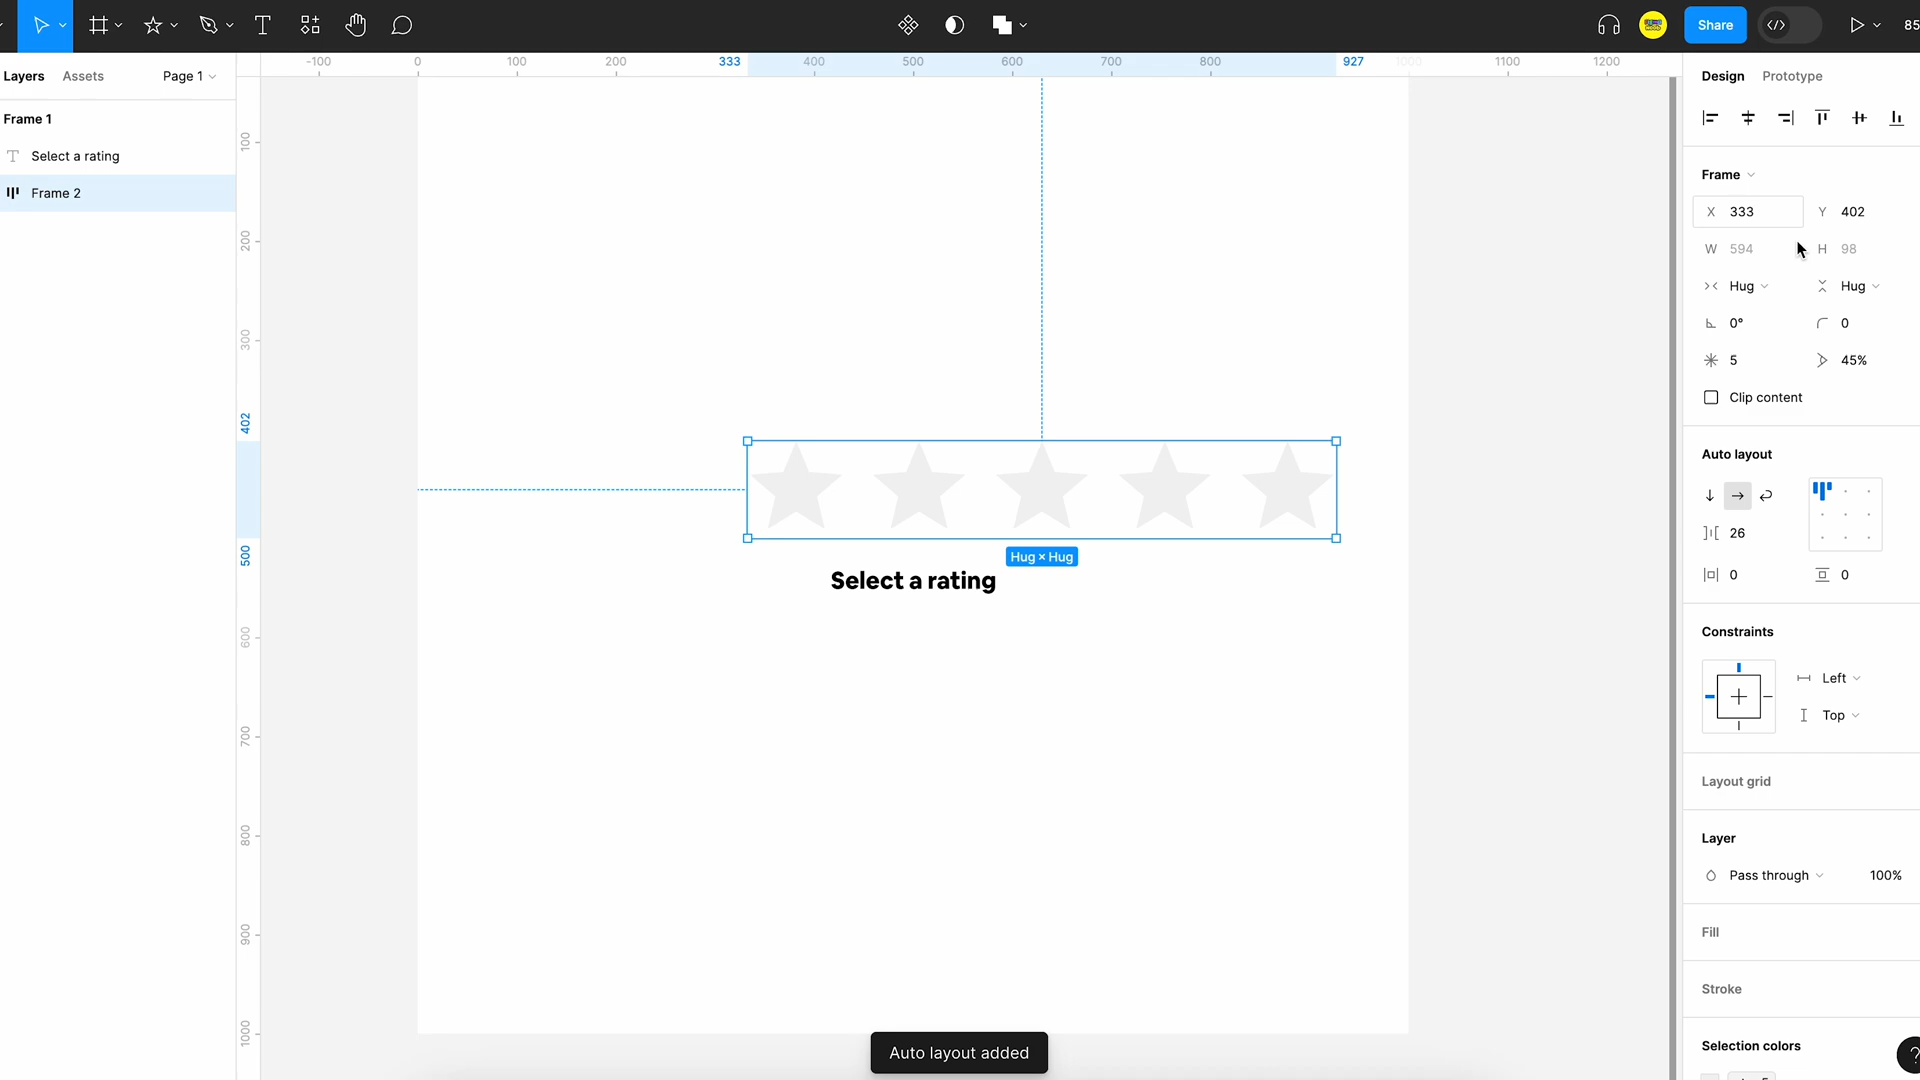 Share
85
Layers Assets Page 1
-100 0 100 200 333 400 500 600 700 800 927 1000 1100 1200
Design Prototype
Frame 1
Select a rating
Frame 2
100
200
300
402
500
600
700
800
900
1000
Select a rating
Hug × Hug
Auto layout added
Frame
X 333 Y 402
W 594 H 98
Hug Hug
0° 0
5 45%
Clip content
Auto layout
26
0 0
Constraints
Left
Top
Layout grid
Layer
Pass through 100%
Fill
Stroke
Selection colors
?